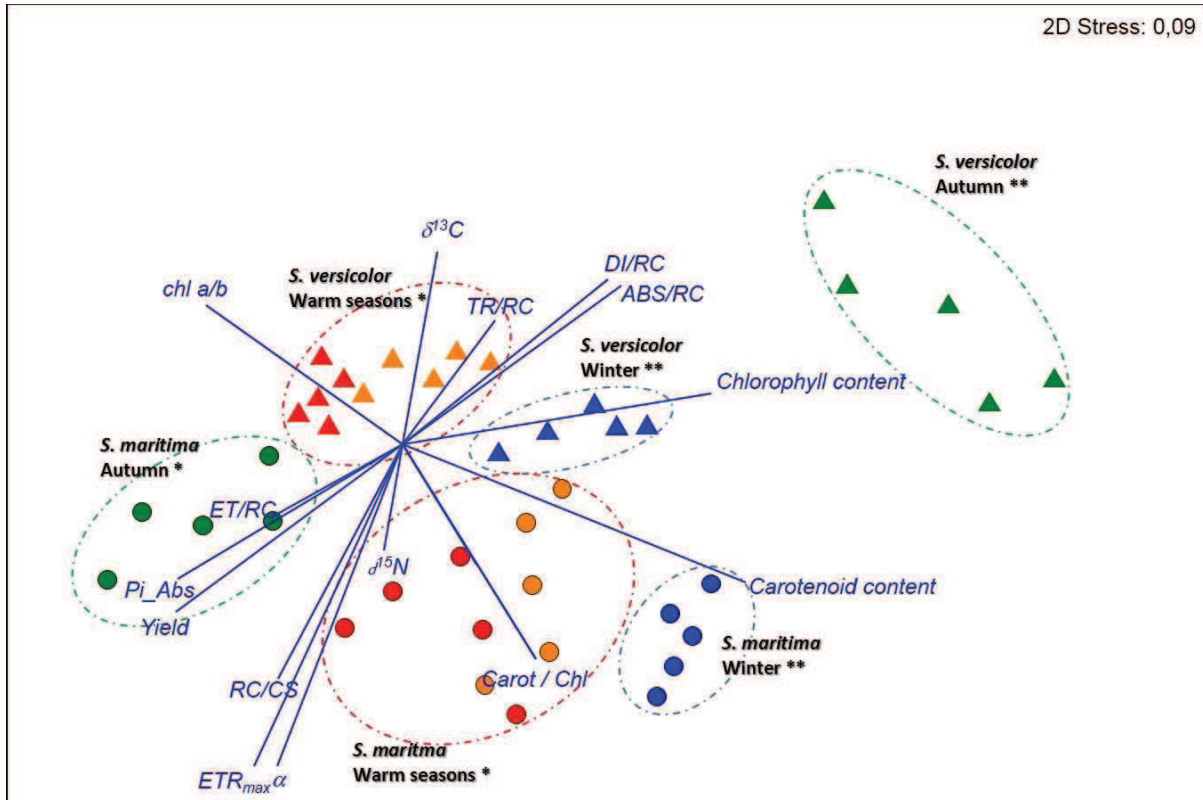 2D Stress: 0,09
S. versicolor
Autumn **
δ¹³C
S. versicolor
Warm seasons *
DI/RC
chl a/b
ABS/RC
TR/RC
S. versicolor
Winter **
Chlorophyll content
S. maritima
Autumn *
ET/RC
d¹⁵N
Pi_Abs
Carotenoid content
Yield
S. maritima
Winter **
Carot / Chl
RC/CS
S. maritma
Warm seasons *
ETRmax α